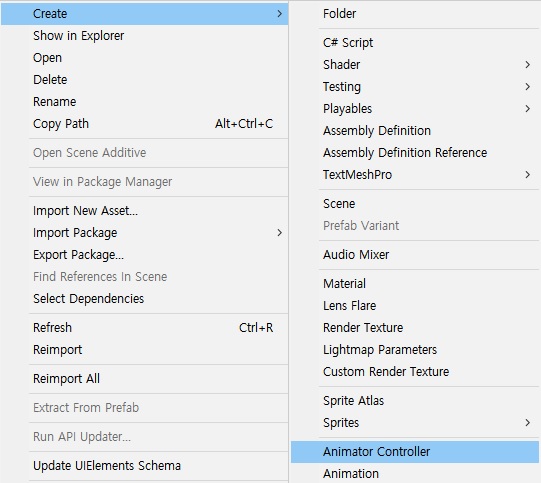 Create
Show in Explorer
Open
Delete
Rename
Copy Path Alt+Ctrl+C
Open Scene Additive
View in Package Manager
Import New Asset...
Import Package
Export Package...
Find References In Scene
Select Dependencies
Refresh Ctrl+R
Reimport
Reimport All
Extract From Prefab
Run API Updater...
Update UIElements Schema
Folder
C# Script
Shader
Testing
Playables
Assembly Definition
Assembly Definition Reference
TextMeshPro
Scene
Prefab Variant
Audio Mixer
Material
Lens Flare
Render Texture
Lightmap Parameters
Custom Render Texture
Sprite Atlas
Sprites
Animator Controller
Animation